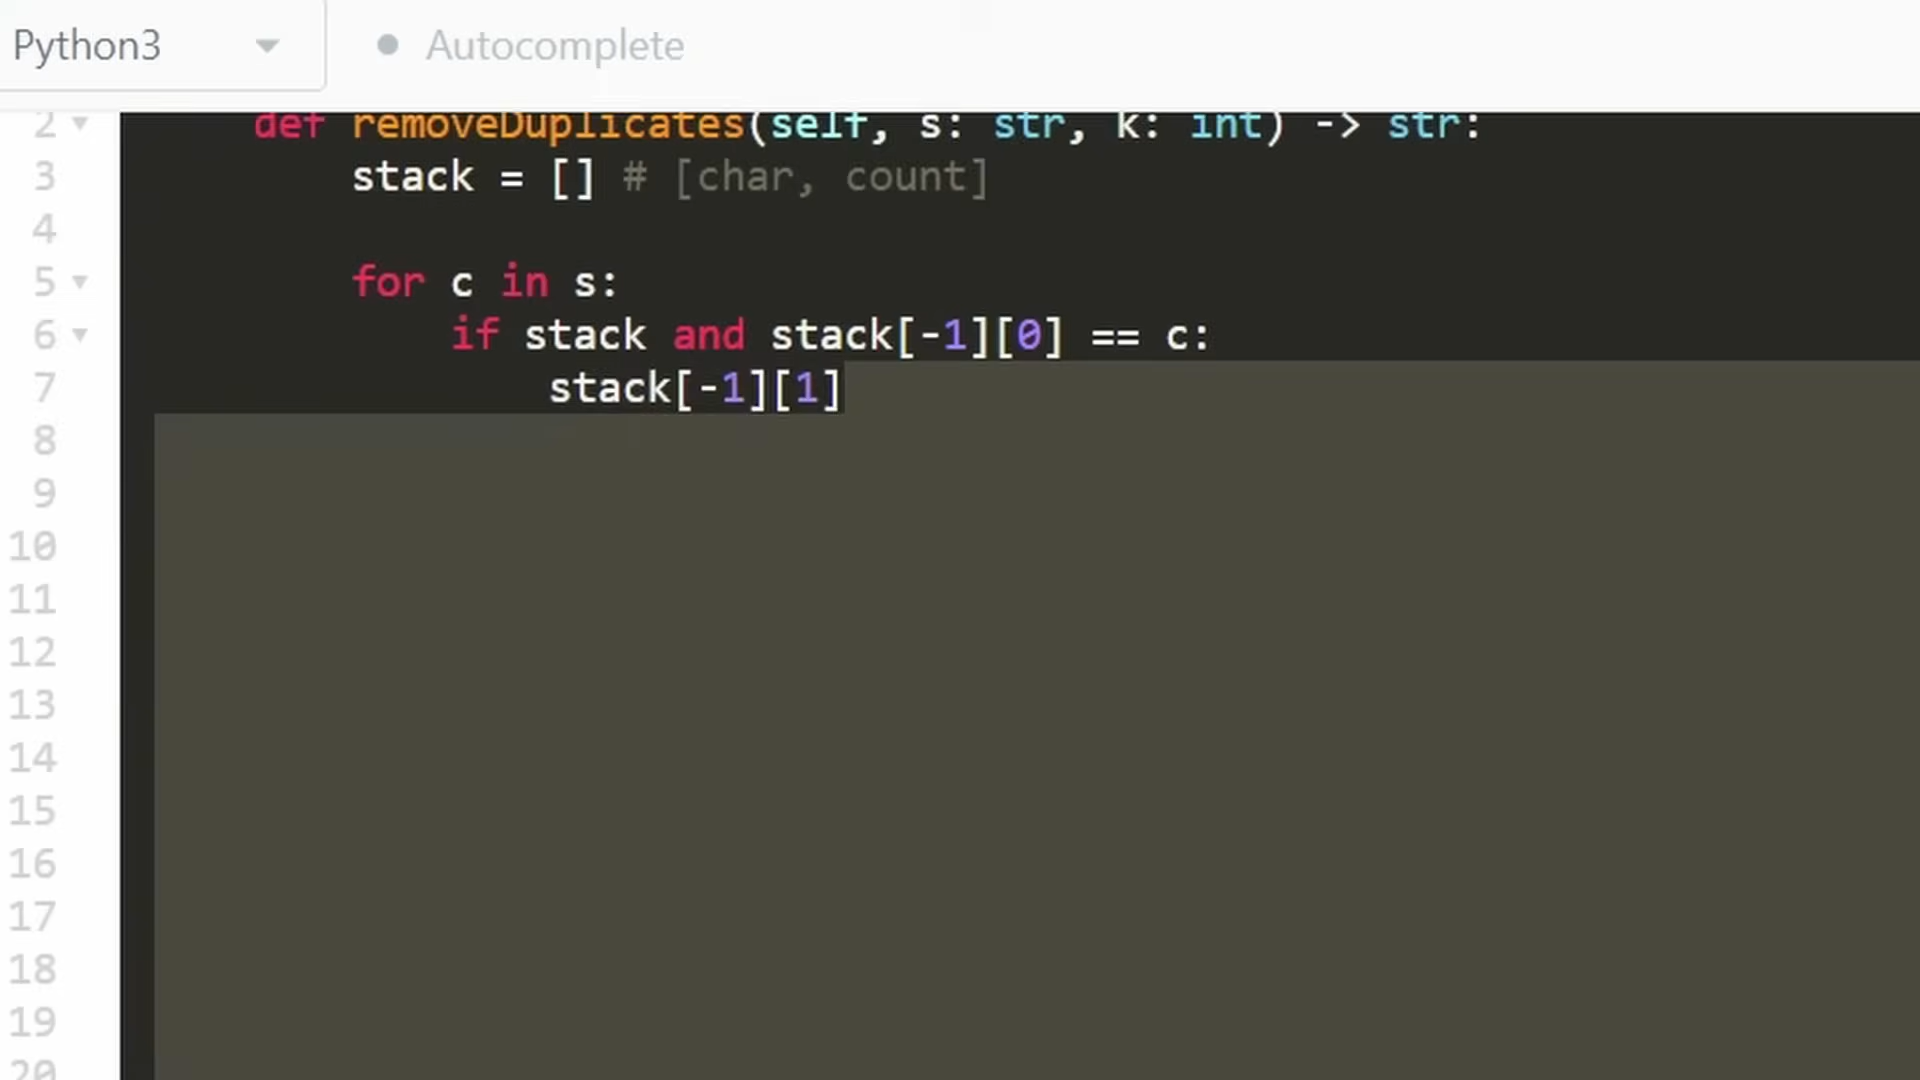 Python3 Autocomplete
2 def removeDuplicates(self, s: str, k: int) -> str:
3 stack = [] # [char, count]
4
5 for c in s:
6 if stack and stack[-1][0] == c:
7 stack[-1][1]
8
9
10
11
12
13
14
15
16
17
18
19
20